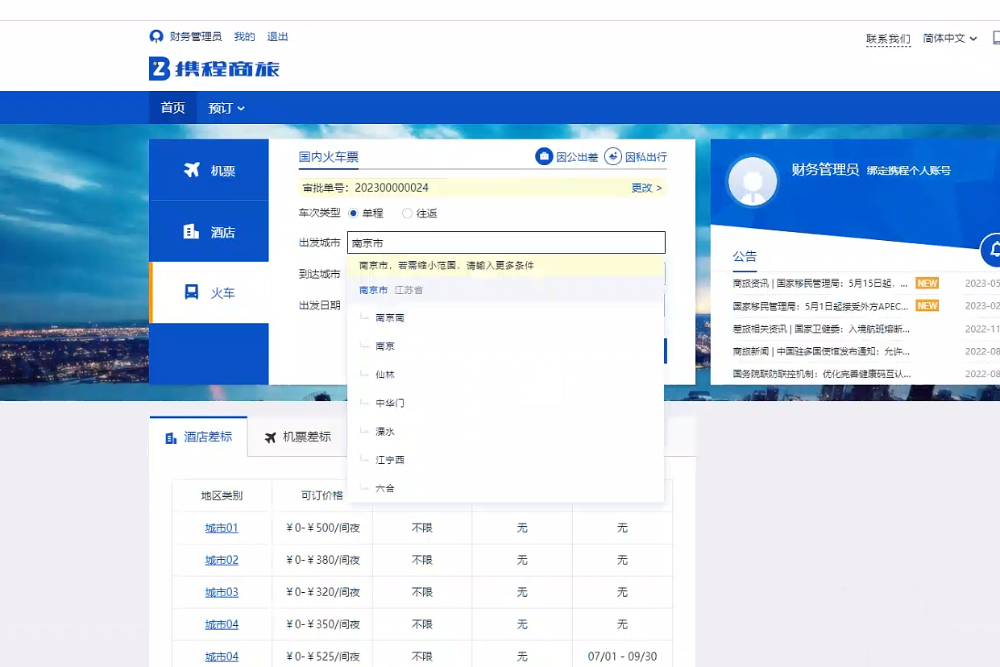 财务管理员 我的 退出
联系我们 简体中文
携程商旅
首页 预订
机票
酒店
火车
国内火车票 因公出差 因私出行
审批单号：202300000024 更改 >
车次类型 单程 往返
出发城市 南京市
到达城市
出发日期
南京市，若需缩小范围，请输入更多条件
南京市 江苏省
南京南
南京
仙林
中华门
溧水
江宁西
六合
财务管理员 绑定携程个人账号
公告
商旅资讯 | 国家移民管理局：5月15日起，... NEW 2023-05
国家移民管理局：5月1日起接受外方APEC... NEW 2023-02
差旅相关资讯 | 国家卫健委：入境航班熔断... 2022-11
商旅新闻 | 中国驻多国使馆发布通知：允许... 2022-08
国务院联防联控机制：优化完善健康码互认... 2022-08
酒店差标 机票差标
地区类别 可订价格
城市01 ¥0-¥500/间夜 不限 无 无
城市02 ¥0-¥380/间夜 不限 无 无
城市03 ¥0-¥320/间夜 不限 无 无
城市04 ¥0-¥350/间夜 不限 无 无
城市04 ¥0-¥525/间夜 不限 无 07/01 - 09/30